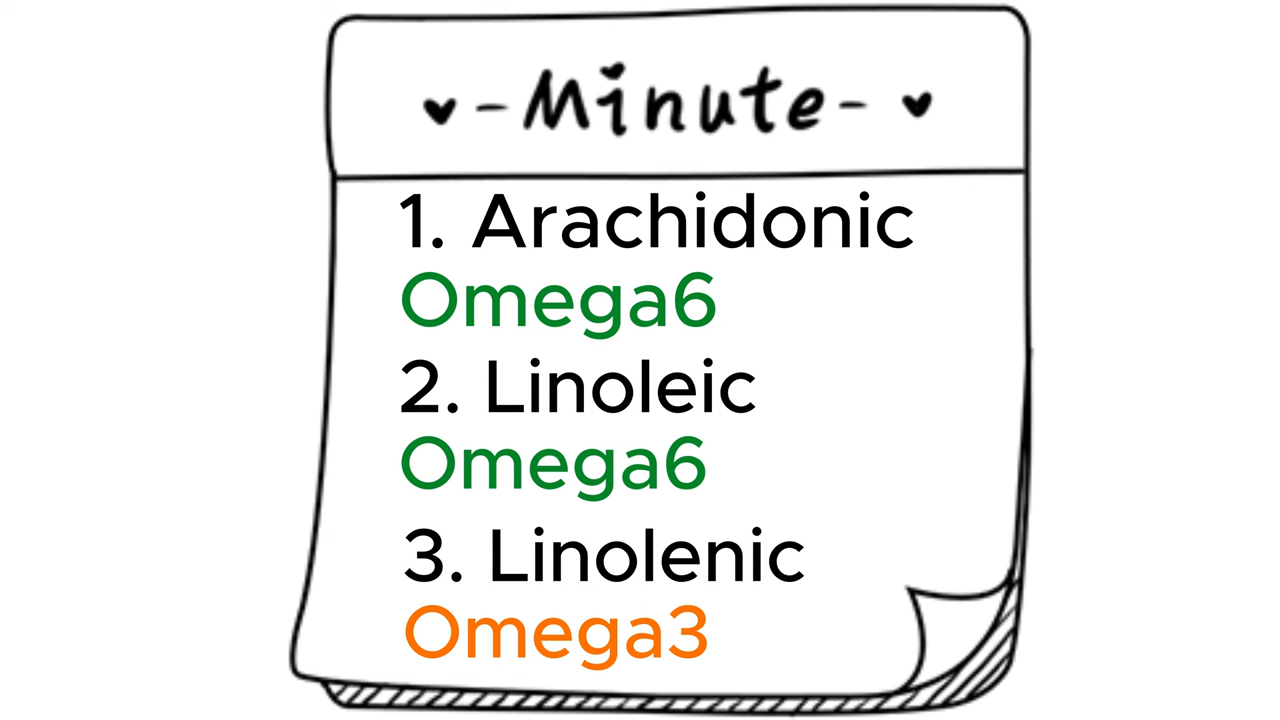 -Minute-
1. Arachidonic
Omega6
2. Linoleic
Omega6
3. Linolenic
Omega3